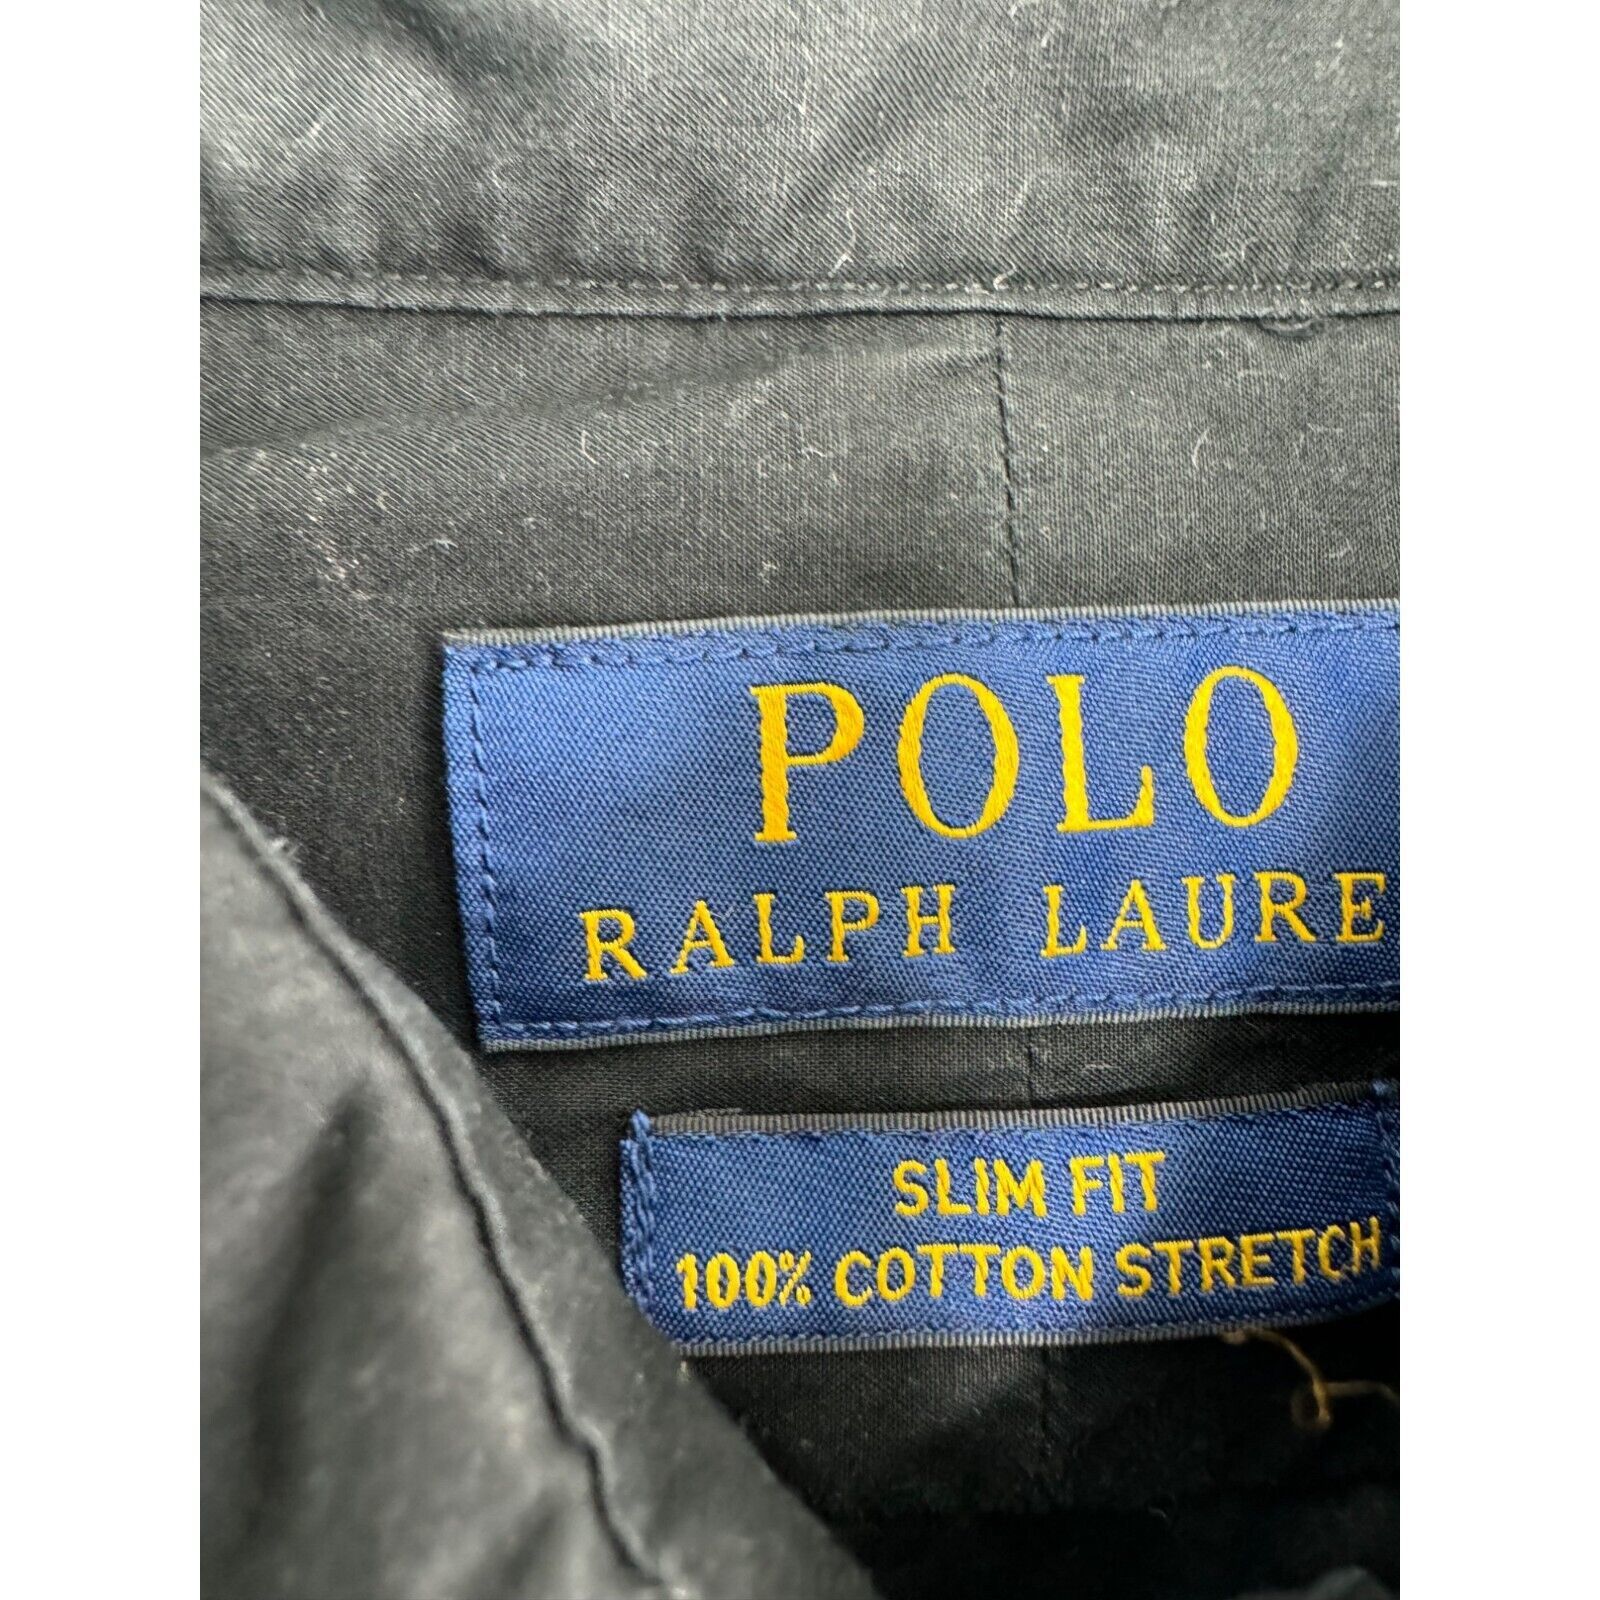 POLO
RALPH LAURE
SLIM FIT
100% COTTON STRETCH